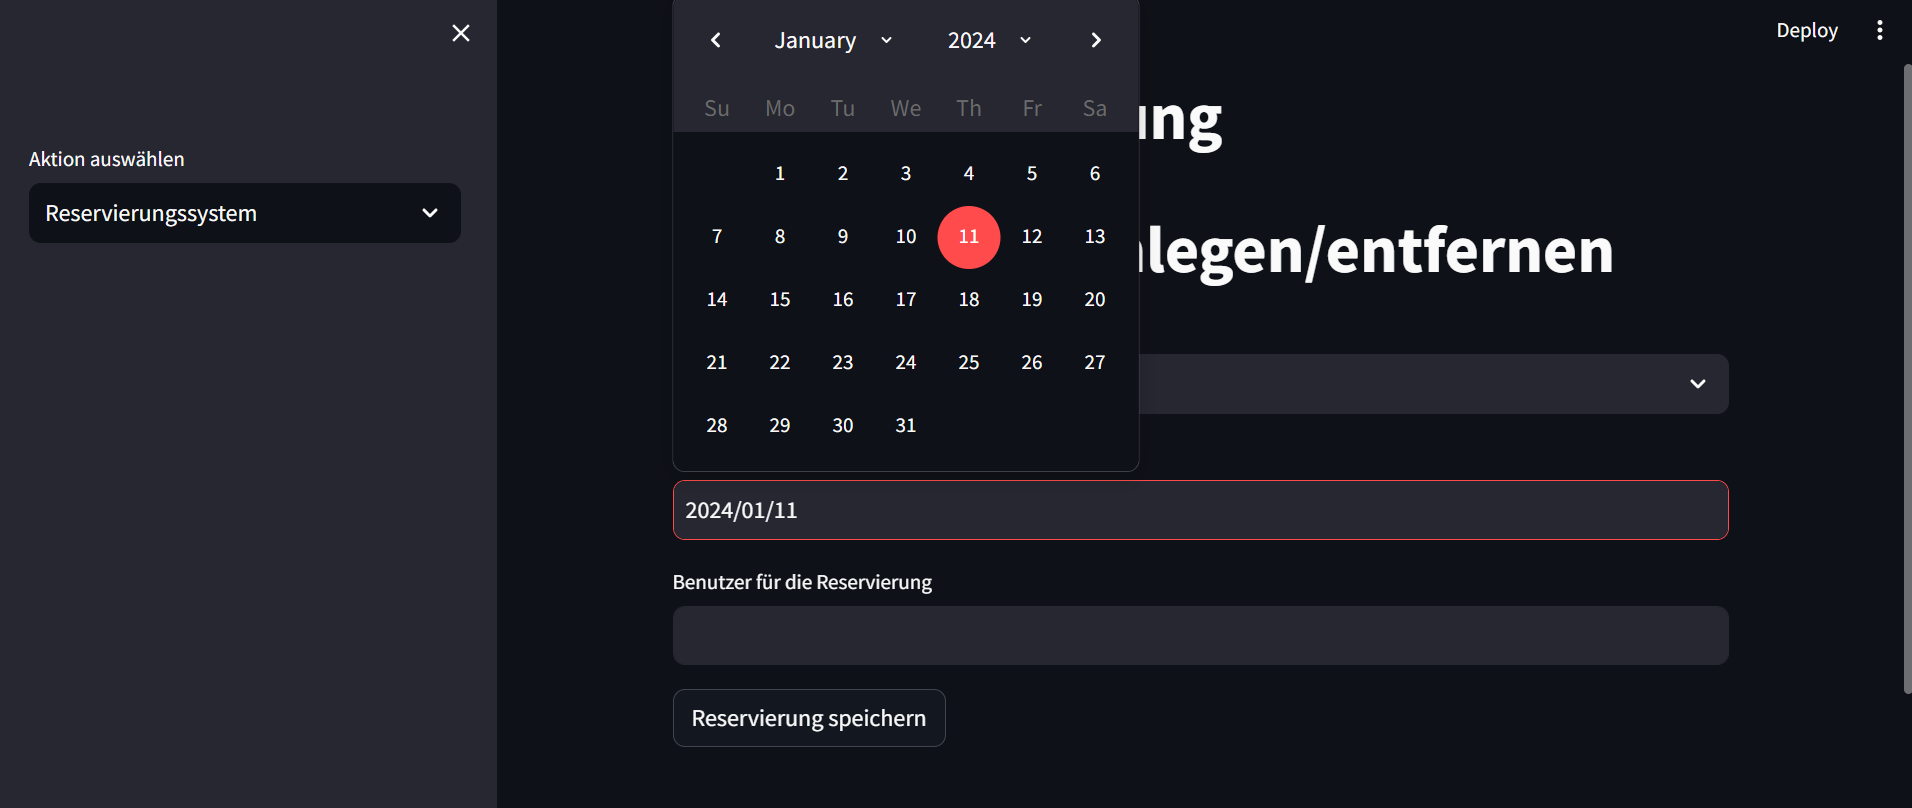 Aktion auswählen
Reservierungssystem
Deploy
January 2024
Su Mo Tu We Th Fr Sa
1 2 3 4 5 6
7 8 9 10 11 12 13
14 15 16 17 18 19 20
21 22 23 24 25 26 27
28 29 30 31
legen/entfernen
2024/01/11
Benutzer für die Reservierung
Reservierung speichern